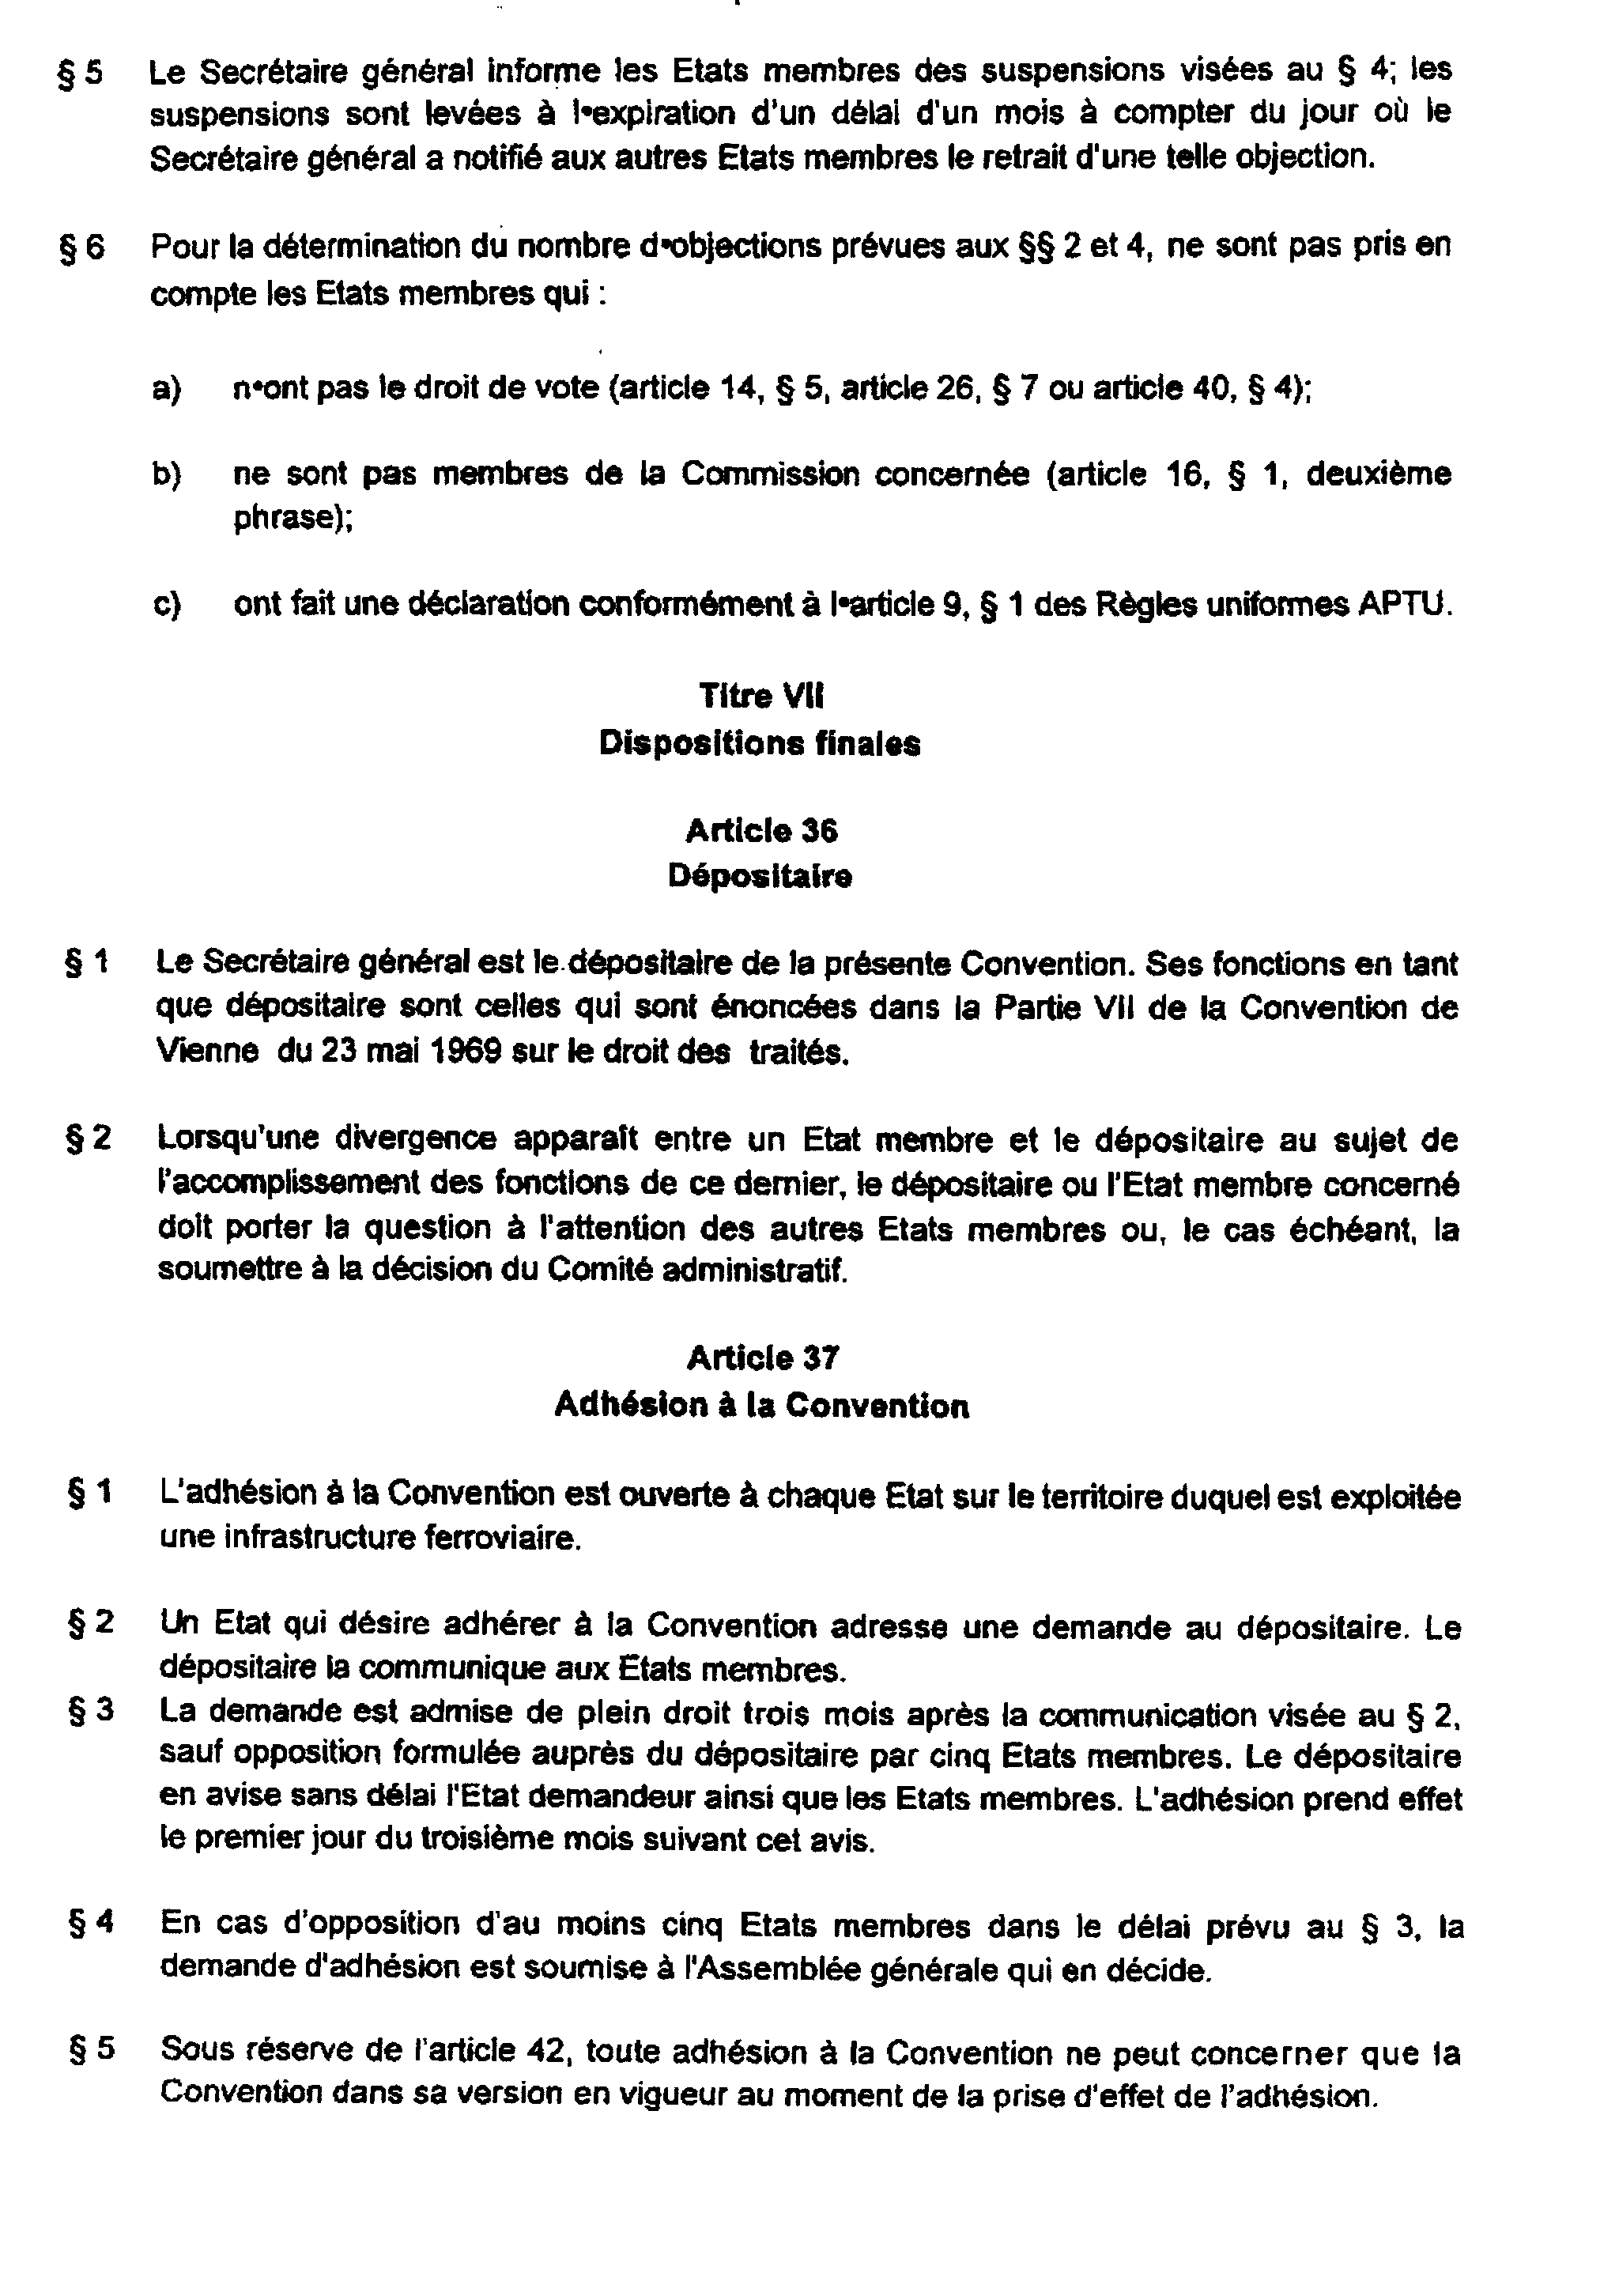 § 5 Le Secrétaire général informe les Etats membres des suspensions visées au § 4; les
suspensions sont levées à l•expiration d'un délai d'un mois à compter du jour où le
Secrétaire général a notifié aux autres Etats membres le retrait d'une telle objection.
§ 6 Pour la détermination du nombre d•objections prévues aux §§ 2 et 4, ne sont pas pris en
compte les Etats membres qui :
a) n•ont pas le droit de vote (article 14, § 5, article 26, § 7 ou article 40, § 4);
b) ne sont pas membres de la Commission concernée (article 16, § 1, deuxième
phrase);
c) ont fait une déclaration conformément à l•article 9, § 1 des Règles uniformes APTU.
Titre VII
Dispositions finales
Article 36
Dépositaire
§ 1 Le Secrétaire général est le dépositaire de la présente Convention. Ses fonctions en tant
que dépositaire sont celles qui sont énoncées dans la Partie VII de la Convention de
Vienne du 23 mai 1969 sur le droit des traités.
§ 2 Lorsqu'une divergence apparaît entre un Etat membre et le dépositaire au sujet de
l'accomplissement des fonctions de ce dernier, le dépositaire ou l'Etat membre concerné
doit porter la question à l'attention des autres Etats membres ou, le cas échéant, la
soumettre à la décision du Comité administratif.
Article 37
Adhésion à la Convention
§ 1 L'adhésion à la Convention est ouverte à chaque Etat sur le territoire duquel est exploitée
une infrastructure ferroviaire.
§ 2 Un Etat qui désire adhérer à la Convention adresse une demande au dépositaire. Le
dépositaire la communique aux Etats membres.
§ 3 La demande est admise de plein droit trois mois après la communication visée au § 2,
sauf opposition formulée auprès du dépositaire par cinq Etats membres. Le dépositaire
en avise sans délai l'Etat demandeur ainsi que les Etats membres. L'adhésion prend effet
le premier jour du troisième mois suivant cet avis.
§ 4 En cas d'opposition d'au moins cinq Etats membres dans le délai prévu au § 3, la
demande d'adhésion est soumise à l'Assemblée générale qui en décide.
§ 5 Sous réserve de l'article 42, toute adhésion à la Convention ne peut concerner que la
Convention dans sa version en vigueur au moment de la prise d'effet de l'adhésion.